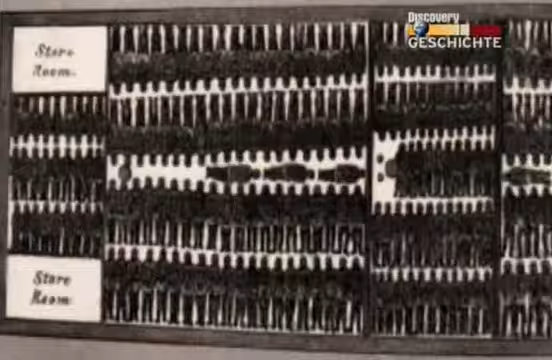 Discovery
GESCHICHTE
Store
Room.
Store
Room